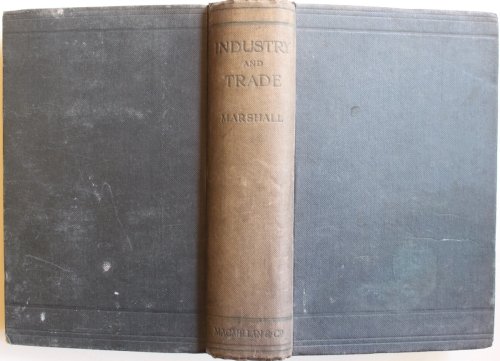 INDUSTRY
AND
TRADE
MARSHALL
MACMILLAN & Co